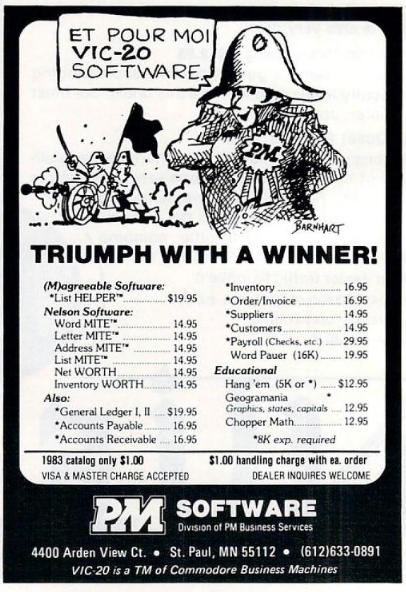 ET POUR MOI
VIC-20
SOFTWARE
PM
BARNHART
TRIUMPH WITH A WINNER!
(M)agreeable Software:
*List HELPER™ ............ $19.95
Nelson Software:
Word MITE™ ............ 14.95
Letter MITE™ ............ 14.95
Address MITE™ ......... 14.95
List MITE™ ............ 14.95
Net WORTH ............ 14.95
Inventory WORTH ..... 14.95
Also:
*General Ledger I, II .... $19.95
*Accounts Payable ....... 16.95
*Accounts Receivable ... 16.95
*Inventory ............ 16.95
*Order/Invoice ............ 16.95
*Suppliers ............ 14.95
*Customers ............ 14.95
*Payroll (Checks, etc.) ...... 29.95
Word Pauer (16K) ........ 19.95
Educational
Hang 'em (5K or *) ...... $12.95
Geogramania *
Graphics, states, capitals .... 12.95
Chopper Math ............ 12.95
*8K exp. required
1983 catalog only $1.00
$1.00 handling charge with ea. order
VISA & MASTER CHARGE ACCEPTED
DEALER INQUIRES WELCOME
PM SOFTWARE
Division of PM Business Services
4400 Arden View Ct. • St. Paul, MN 55112 • (612)633-0891
VIC-20 is a TM of Commodore Business Machines